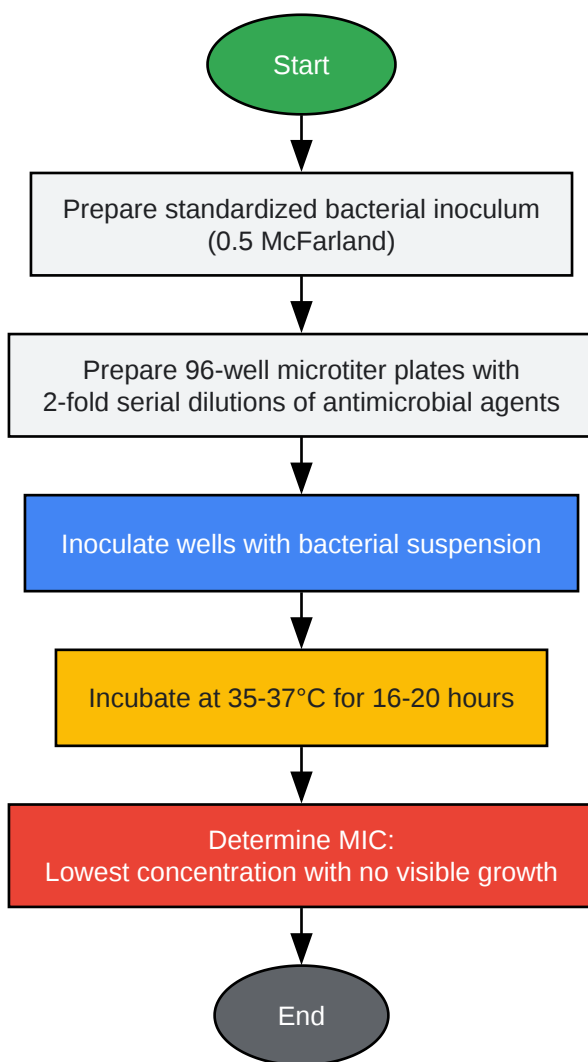 Start
Prepare standardized bacterial inoculum
(0.5 McFarland)
Prepare 96-well microtiter plates with
2-fold serial dilutions of antimicrobial agents
Inoculate wells with bacterial suspension
Incubate at 35-37°C for 16-20 hours
Determine MIC:
Lowest concentration with no visible growth
End